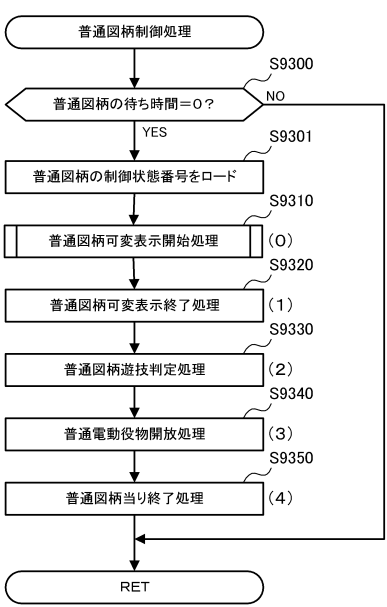 普通図柄制御処理
S9300
普通図柄の待ち時間＝０？
NO
YES
S9301
普通図柄の制御状態番号をロード
S9310
普通図柄可変表示開始処理
(0)
S9320
普通図柄可変表示終了処理
(1)
S9330
普通図柄遊技判定処理
(2)
S9340
普通電動役物開放処理
(3)
S9350
普通図柄当り終了処理
(4)
RET